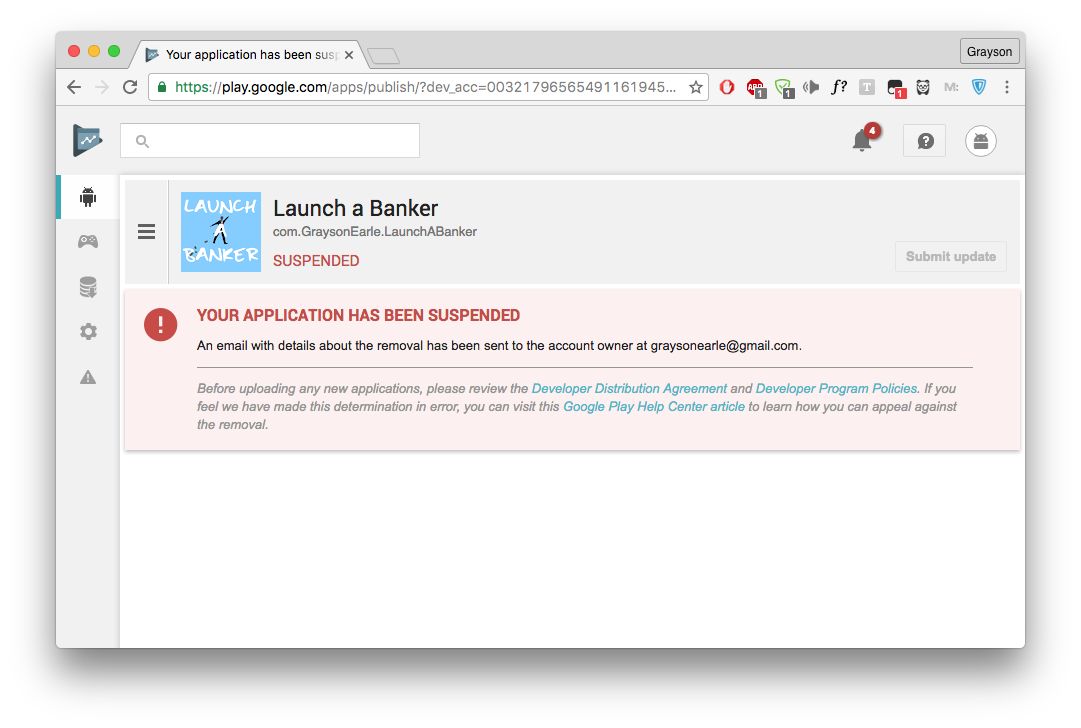 Your application has been susp
Grayson
https://play.google.com/apps/publish/?dev_acc=00321796565491161945...
ABP
1
1
f?
T
1
M:
4
?
LAUNCH
A
BANKER
Launch a Banker
com.GraysonEarle.LaunchABanker
SUSPENDED
Submit update
!
YOUR APPLICATION HAS BEEN SUSPENDED
An email with details about the removal has been sent to the account owner at graysonearle@gmail.com.
Before uploading any new applications, please review the Developer Distribution Agreement and Developer Program Policies. If you
feel we have made this determination in error, you can visit this Google Play Help Center article to learn how you can appeal against
the removal.